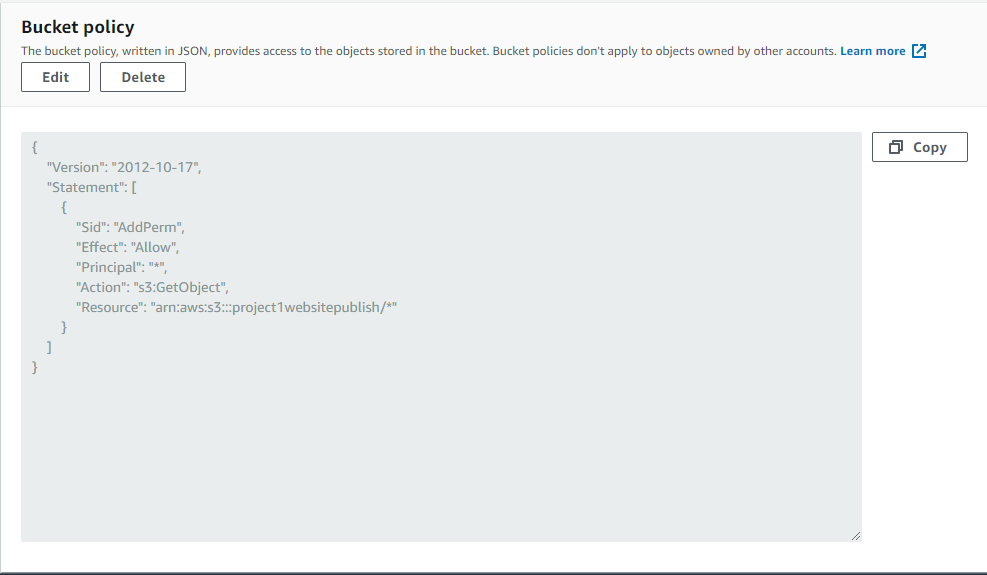 Bucket policy
The bucket policy, written in JSON, provides access to the objects stored in the bucket. Bucket policies don't apply to objects owned by other accounts. Learn more
Edit Delete
{
Copy
"Version": "2012-10-17",
"Statement": [
{
"Sid": "AddPerm",
"Effect": "Allow",
"Principal": "*",
"Action": "s3:GetObject",
"Resource": "arn:aws:s3:::project1websitepublish/*"
}
]
}